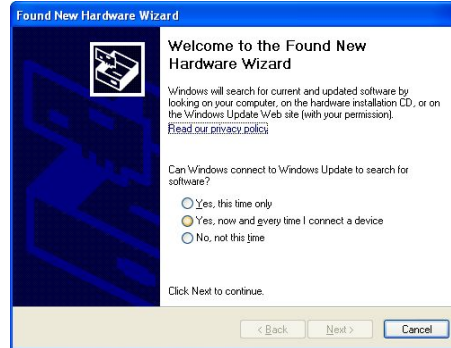 Found New Hardware Wizard
Welcome to the Found New
Hardware Wizard
Windows will search for current and updated software by
looking on your computer, on the hardware installation CD, or on
the Windows Update Web site (with your permission).
Read our privacy policy
Can Windows connect to Windows Update to search for
software?
Yes, this time only
Yes, now and every time I connect a device
No, not this time
Click Next to continue.
< Back Next > Cancel